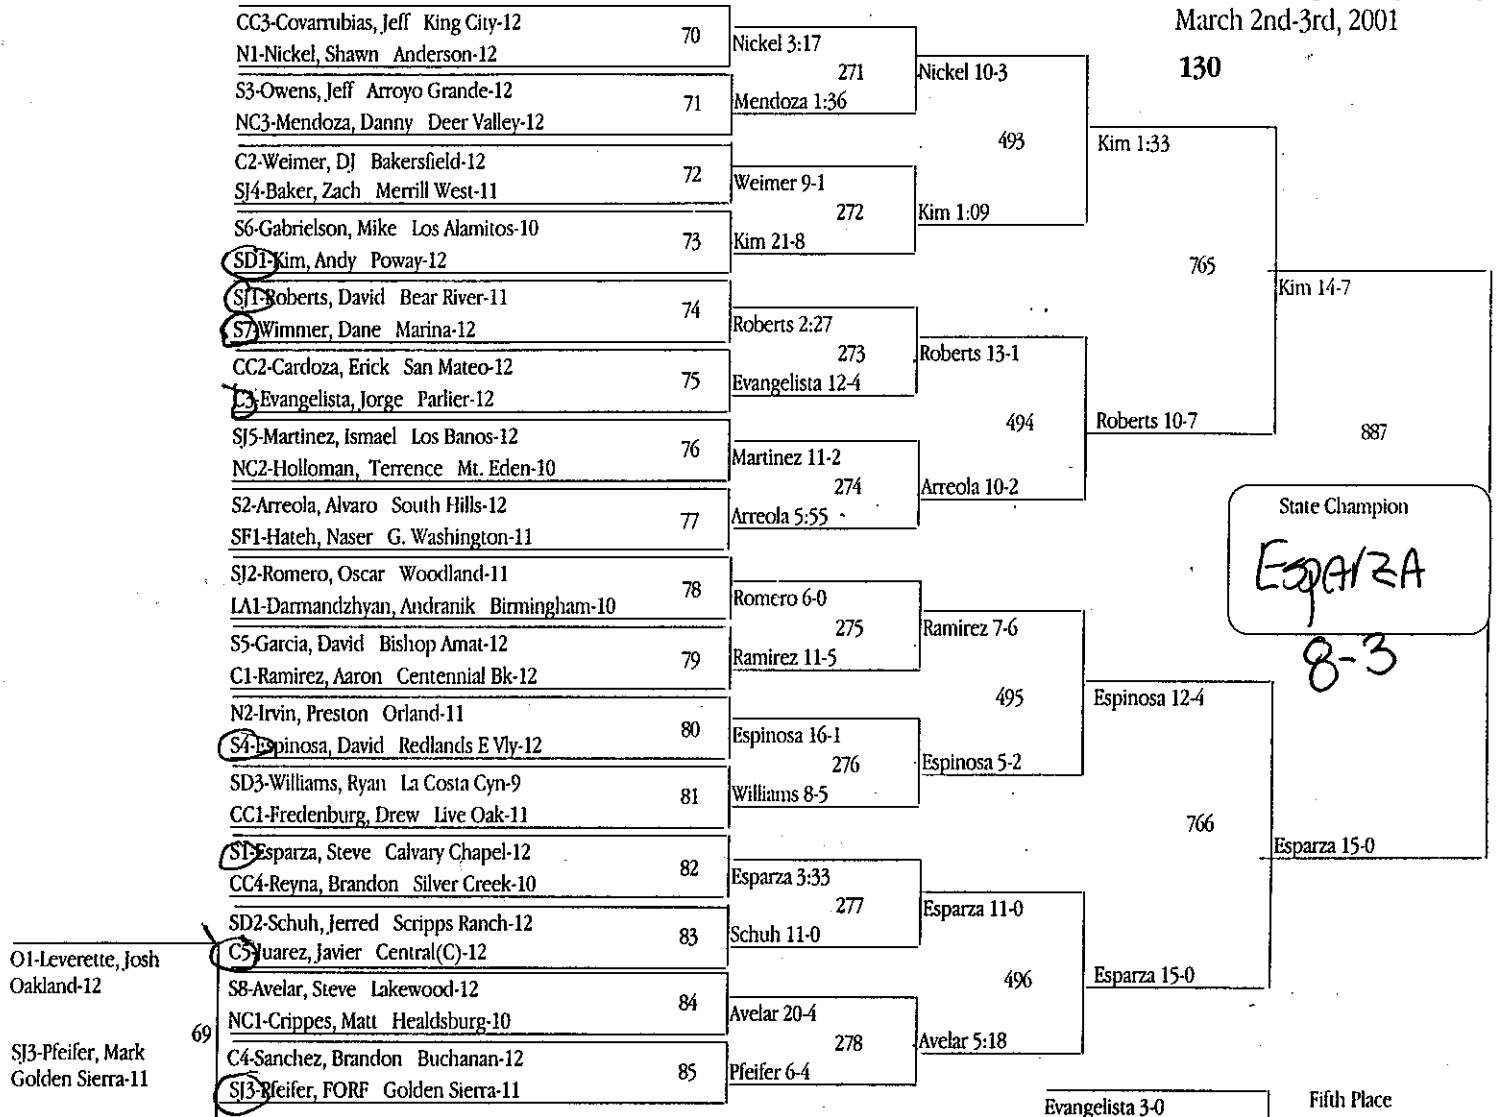 March 2nd-3rd, 2001
130
CC3-Covarrubias, Jeff King City-12
N1-Nickel, Shawn Anderson-12
70
S3-Owens, Jeff Arroyo Grande-12
NC3-Mendoza, Danny Deer Valley-12
71
C2-Weimer, DJ Bakersfield-12
SJ4-Baker, Zach Merrill West-11
72
S6-Gabrielson, Mike Los Alamitos-10
SD1-Kim, Andy Poway-12
73
SJ1-Roberts, David Bear River-11
S7-Wimmer, Dane Marina-12
74
CC2-Cardoza, Erick San Mateo-12
C3-Evangelista, Jorge Parlier-12
75
SJ5-Martinez, Ismael Los Banos-12
NC2-Holloman, Terrence Mt. Eden-10
76
S2-Arreola, Alvaro South Hills-12
SF1-Hateh, Naser G. Washington-11
77
SJ2-Romero, Oscar Woodland-11
LA1-Darmandzhyan, Andranik Birmingham-10
78
S5-Garcia, David Bishop Amat-12
C1-Ramirez, Aaron Centennial Bk-12
79
N2-Irvin, Preston Orland-11
S4-Espinosa, David Redlands E Vly-12
80
SD3-Williams, Ryan La Costa Cyn-9
CC1-Fredenburg, Drew Live Oak-11
81
S1-Esparza, Steve Calvary Chapel-12
CC4-Reyna, Brandon Silver Creek-10
82
SD2-Schuh, Jerred Scripps Ranch-12
C5-Juarez, Javier Central(C)-12
83
S8-Avelar, Steve Lakewood-12
NC1-Crippes, Matt Healdsburg-10
84
C4-Sanchez, Brandon Buchanan-12
SJ3-Pfeifer, FORF Golden Sierra-11
85
O1-Leverette, Josh
Oakland-12
69
SJ3-Pfeifer, Mark
Golden Sierra-11
Nickel 3:17
271
Mendoza 1:36
Weimer 9-1
272
Kim 21-8
Roberts 2:27
273
Evangelista 12-4
Martinez 11-2
274
Arreola 5:55
Romero 6-0
275
Ramirez 11-5
Espinosa 16-1
276
Williams 8-5
Esparza 3:33
277
Schuh 11-0
Avelar 20-4
278
Pfeifer 6-4
Nickel 10-3
493
Kim 1:09
Roberts 13-1
494
Arreola 10-2
Ramirez 7-6
495
Espinosa 5-2
Esparza 11-0
496
Avelar 5:18
Kim 1:33
765
Roberts 10-7
Espinosa 12-4
766
Esparza 15-0
Kim 14-7
887
Esparza 15-0
State Champion
Esparza
8-3
Evangelista 3-0
Fifth Place